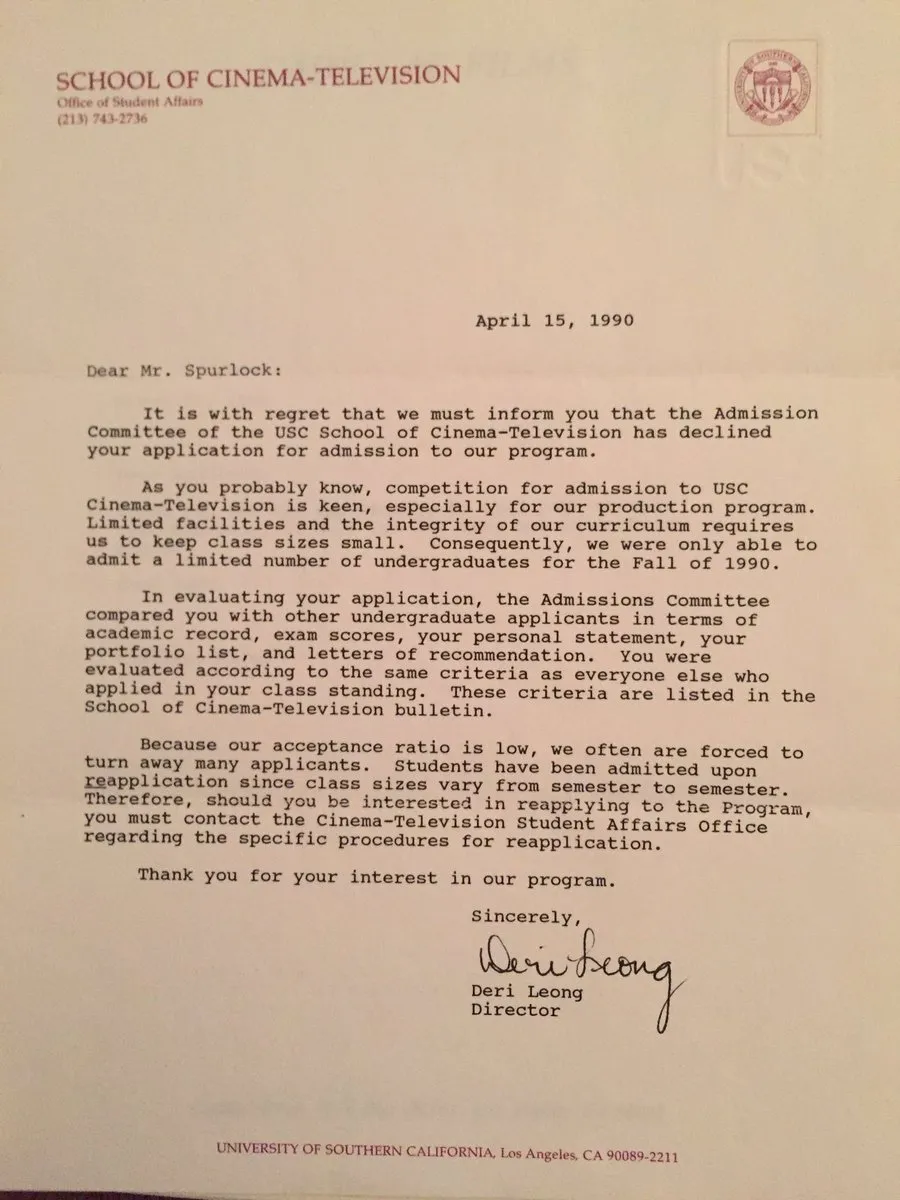 SCHOOL OF CINEMA-TELEVISION
Office of Student Affairs
(213) 743-2736
USC
April 15, 1990
Dear Mr. Spurlock:
It is with regret that we must inform you that the Admission
Committee of the USC School of Cinema-Television has declined
your application for admission to our program.
As you probably know, competition for admission to USC
Cinema-Television is keen, especially for our production program.
Limited facilities and the integrity of our curriculum requires
us to keep class sizes small. Consequently, we were only able to
admit a limited number of undergraduates for the Fall of 1990.
In evaluating your application, the Admissions Committee
compared you with other undergraduate applicants in terms of
academic record, exam scores, your personal statement, your
portfolio list, and letters of recommendation. You were
evaluated according to the same criteria as everyone else who
applied in your class standing. These criteria are listed in the
School of Cinema-Television bulletin.
Because our acceptance ratio is low, we often are forced to
turn away many applicants. Students have been admitted upon
reapplication since class sizes vary from semester to semester.
Therefore, should you be interested in reapplying to the Program,
you must contact the Cinema-Television Student Affairs Office
regarding the specific procedures for reapplication.
Thank you for your interest in our program.
Sincerely,
Deri Leong
Deri Leong
Director
UNIVERSITY OF SOUTHERN CALIFORNIA, Los Angeles, CA 90089-2211